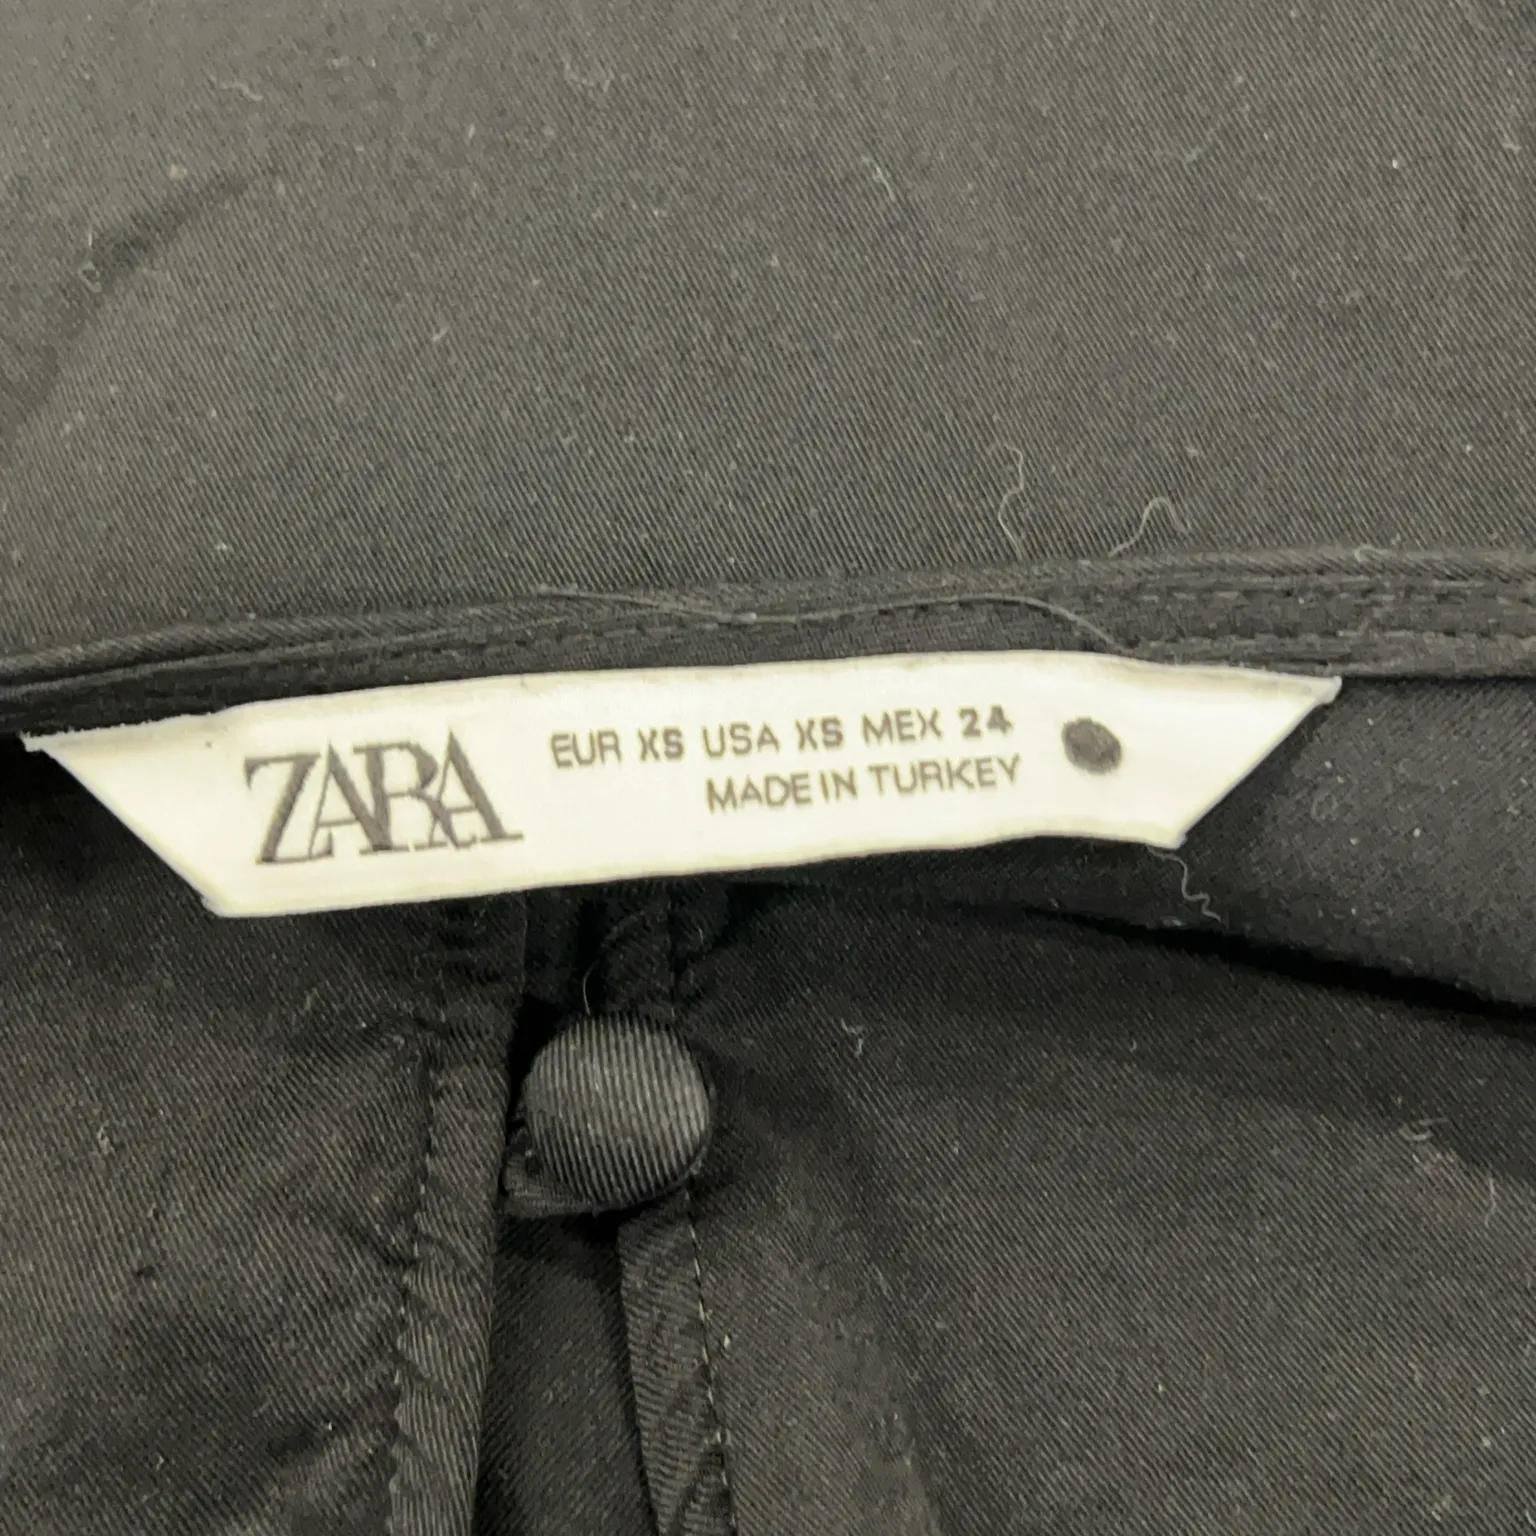 ZARA
EUR XS USA XS MEX 24
MADE IN TURKEY